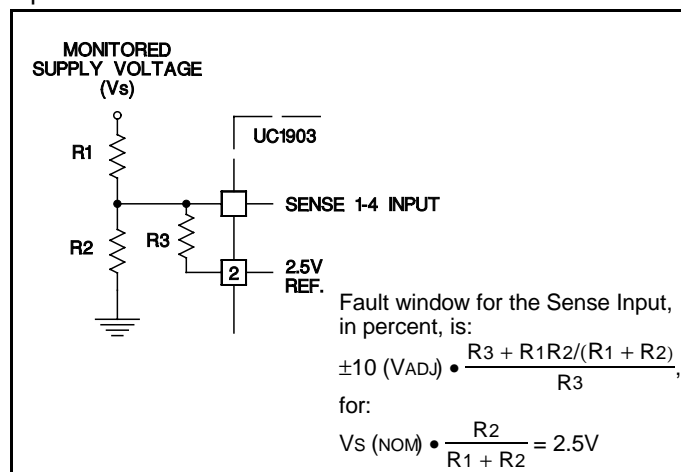 MONITORED
SUPPLY VOLTAGE
(Vs)
UC1903
R1
SENSE 1-4 INPUT
R2
R3
2
2.5V
REF.
Fault window for the Sense Input,
in percent, is:
±10 (VADJ) • R3 + R1R2/(R1 + R2) / R3,
for:
VS (NOM) • R2 / R1 + R2 = 2.5V